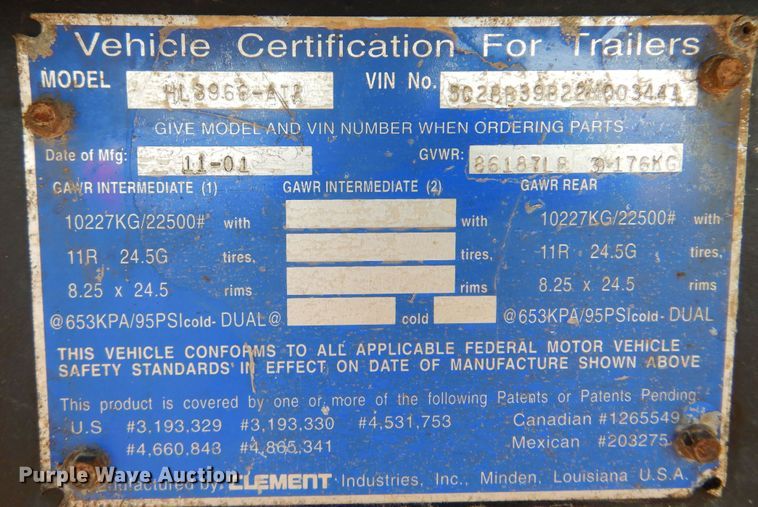 Vehicle Certification For Trailers
MODEL HL3966-AT2 VIN No.
GIVE MODEL AND VIN NUMBER WHEN ORDERING PARTS
Date of Mfg: 11-01 GVWR: 86187LB
GAWR INTERMEDIATE (1) GAWR INTERMEDIATE (2) GAWR REAR
10227KG/22500# with with 10227KG/22500#
11R 24.5G tires, tires, 11R 24.5G
8.25 x 24.5 rims rims 8.25 x 24.5
@653KPA/95PSIcold- DUAL@ cold @653KPA/95PSIcold- DUAL
THIS VEHICLE CONFORMS TO ALL APPLICABLE FEDERAL MOTOR VEHICLE
SAFETY STANDARDS IN EFFECT ON DATE OF MANUFACTURE SHOWN ABOVE
This product is covered by one or more of the following Patents or Patents Pending:
U.S #3,193,329 #3,193,330 #4,531,753 Canadian #1265549
#4,660,843 #4,865,341 Mexican #203275
Manufactured by: CLEMENT Industries, Inc., Minden, Louisiana U.S.A.
Purple Wave Auction